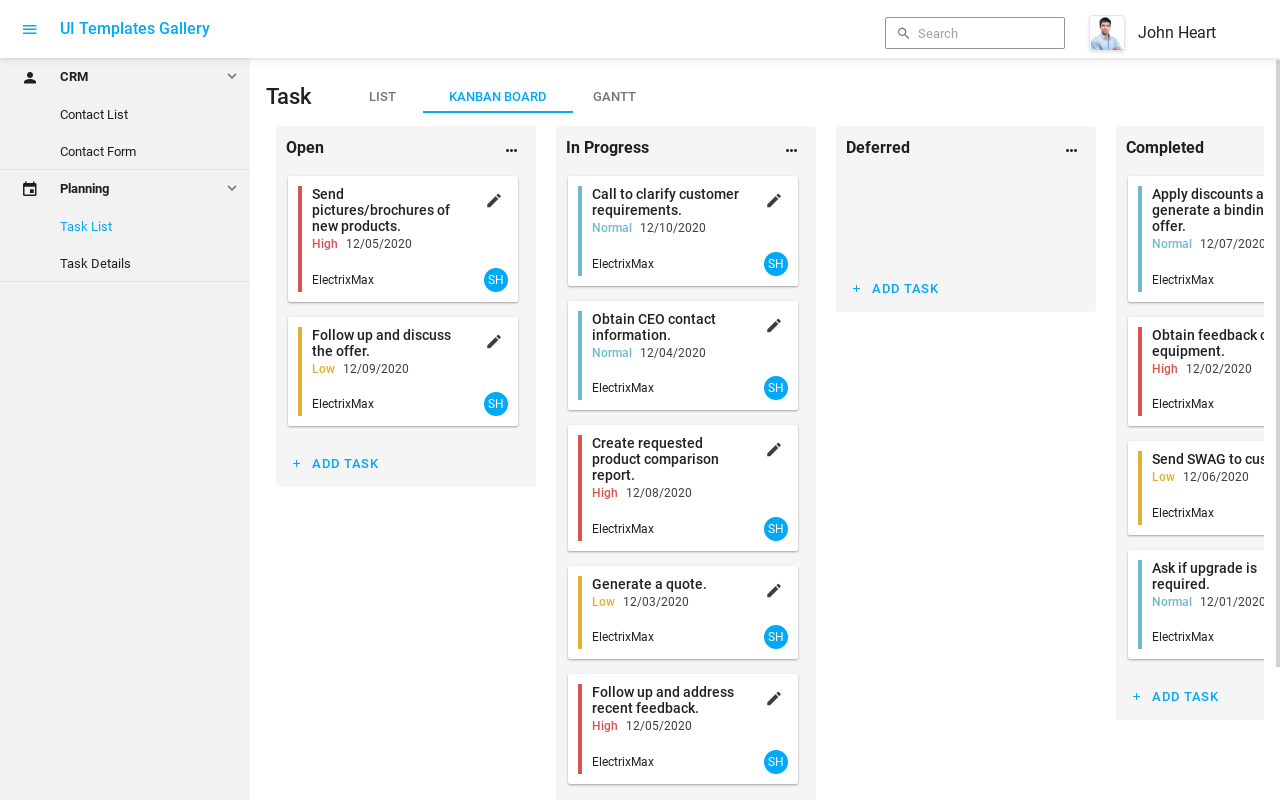 UI Templates Gallery
Search
John Heart
CRM
Contact List
Contact Form
Planning
Task List
Task Details
Task
LIST
KANBAN BOARD
GANTT
Open
Send
pictures/brochures of
new products.
High 12/05/2020
ElectrixMax
SH
Follow up and discuss
the offer.
Low 12/09/2020
ElectrixMax
SH
+ ADD TASK
In Progress
Call to clarify customer
requirements.
Normal 12/10/2020
ElectrixMax
SH
Obtain CEO contact
information.
Normal 12/04/2020
ElectrixMax
SH
Create requested
product comparison
report.
High 12/08/2020
ElectrixMax
SH
Generate a quote.
Low 12/03/2020
ElectrixMax
SH
Follow up and address
recent feedback.
High 12/05/2020
ElectrixMax
SH
Deferred
+ ADD TASK
Completed
Apply discounts
generate a
offer.
Normal 12/07/2020
ElectrixMax
Obtain feedback
equipment.
High 12/02/2020
ElectrixMax
Send SWAG to
Low 12/06/2020
ElectrixMax
Ask if upgrade is
required.
Normal 12/01/2020
ElectrixMax
+ ADD TASK